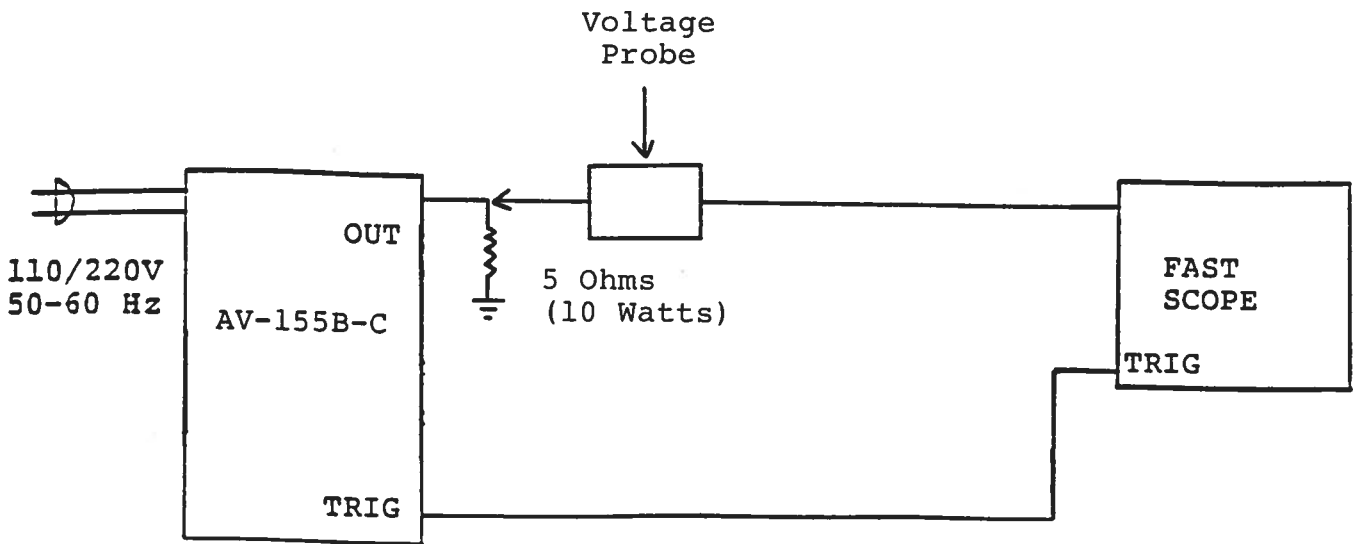 Voltage
Probe
OUT
110/220V
50-60 Hz
AV-155B-C
5 Ohms
(10 Watts)
FAST
SCOPE
TRIG
TRIG